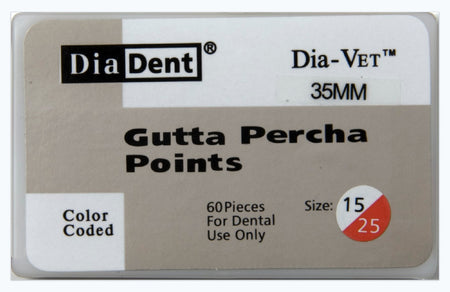 DiaDent®
Dia-Vet™
35MM
Gutta Percha
Points
Color
Coded
60Pieces
For Dental
Use Only
Size: 15
25